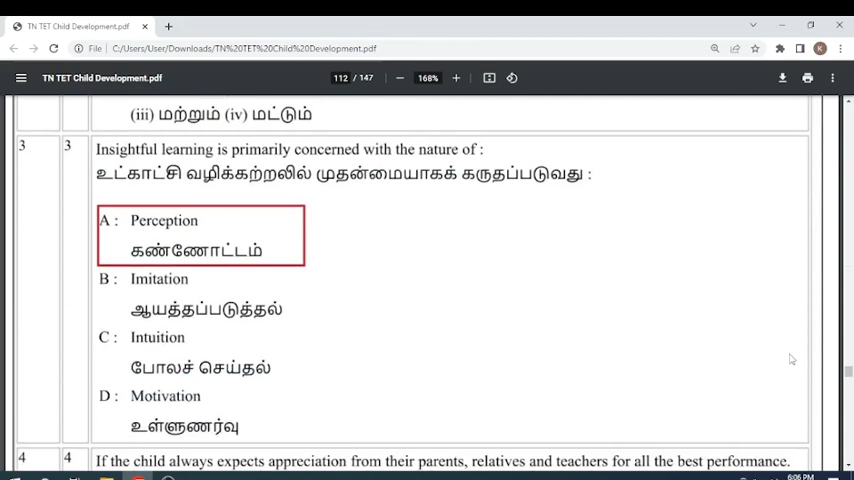 TN TET Child Development.pdf
File
C:/Users/User/Downloads/TN%20TET%20Child%20Development.pdf
K
TN TET Child Development.pdf
112 / 147
168%
(iii) மற்றும் (iv) மட்டும்
3 3 Insightful learning is primarily concerned with the nature of :
உட்காட்சி வழிக்கற்றலில் முதன்மையாகக் கருதப்படுவது :
A : Perception
கண்ணோட்டம்
B : Imitation
ஆயத்தப்படுத்தல்
C : Intuition
போலச் செய்தல்
D : Motivation
உள்ளுணர்வு
4 4 If the child always expects appreciation from their parents, relatives and teachers for all the best performance.
6:06 PM